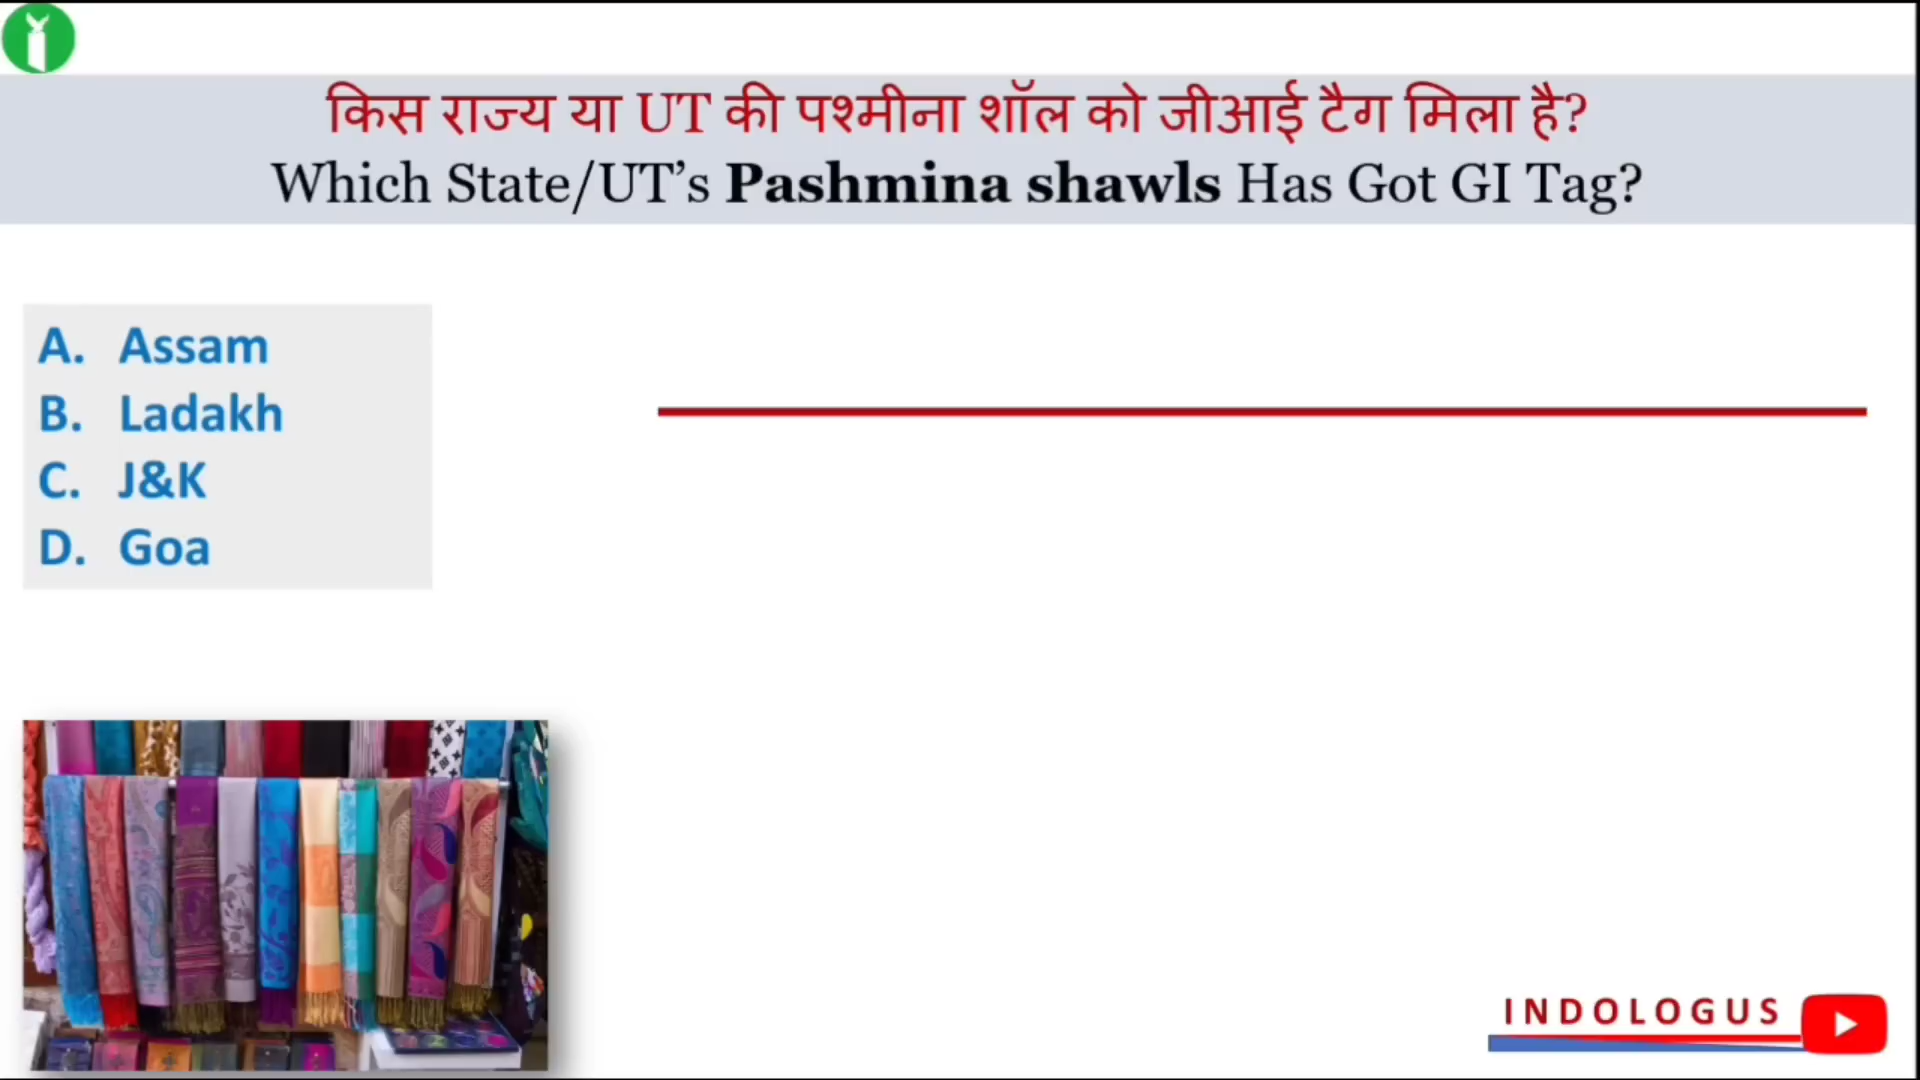 किस राज्य या UT की पश्मीना शॉल को जीआई टैग मिला है?
Which State/UT’s Pashmina shawls Has Got GI Tag?
A. Assam
B. Ladakh
C. J&K
D. Goa
INDOLOGUS